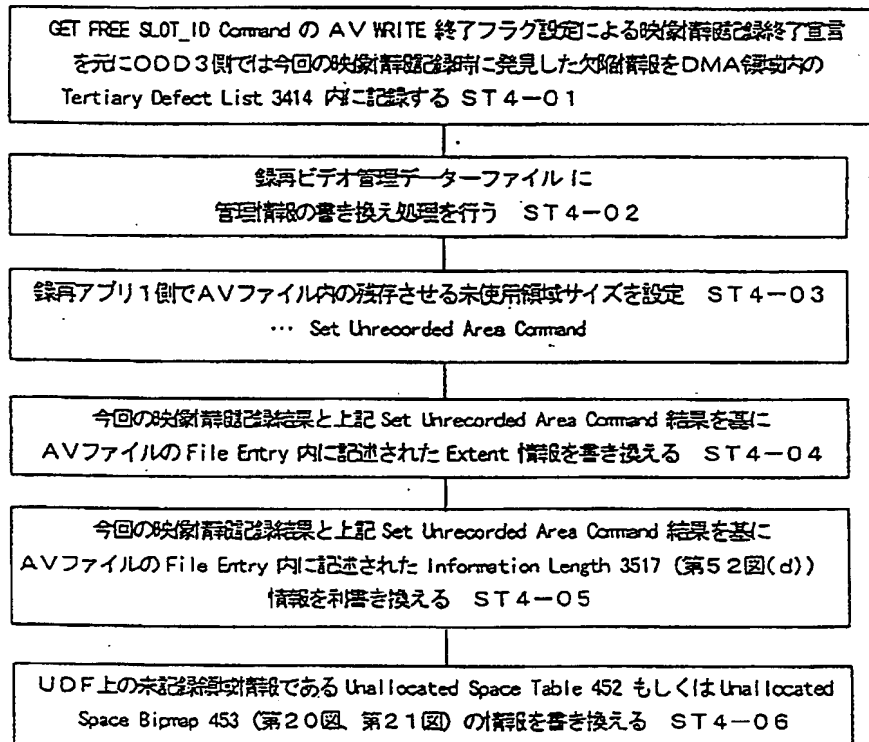 GET FREE SLOT_ID Command の AV WRITE 終了フラグ設定による映像情報記録終了宣言
を元にODD3側では今回の映像情報記録時に発見した欠陥情報をDMA領域内の
Tertiary Defect List 3414 内に記録する ST4-01
録再ビデオ管理データーファイル に
管理情報の書き換え処理を行う ST4-02
録再アプリ1側でAVファイル内の残存させる未使用領域サイズを設定 ST4-03
… Set Unrecorded Area Command
今回の映像情報記録結果と上記 Set Unrecorded Area Command 結果を基に
AVファイルの File Entry 内に記述された Extent 情報を書き換える ST4-04
今回の映像情報記録結果と上記 Set Unrecorded Area Command 結果を基に
AVファイルの File Entry 内に記述された Information Length 3517 (第52図(d))
情報を利書き換える ST4-05
UDF上の未記録領域情報である Unallocated Space Table 452 もしくは Unallocated
Space Bipmap 453 (第20図、第21図) の情報を書き換える ST4-06